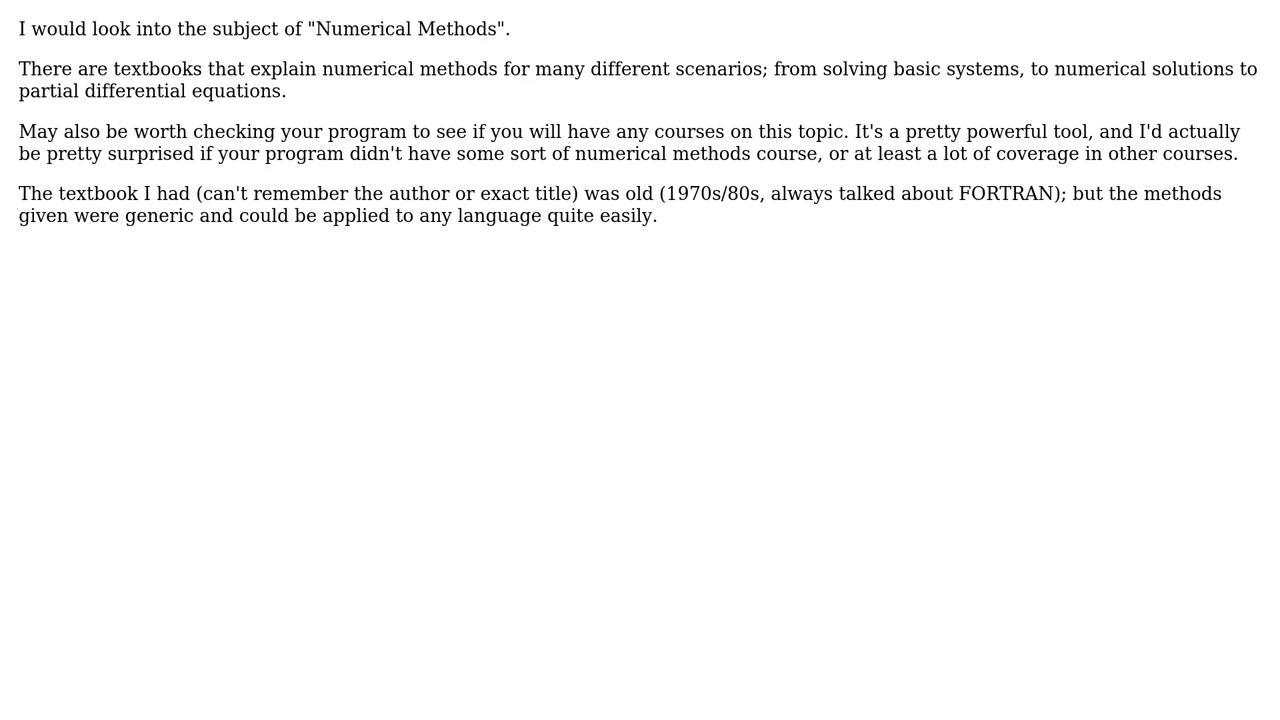 I would look into the subject of "Numerical Methods".
There are textbooks that explain numerical methods for many different scenarios; from solving basic systems, to numerical solutions to
partial differential equations.
May also be worth checking your program to see if you will have any courses on this topic. It's a pretty powerful tool, and I'd actually
be pretty surprised if your program didn't have some sort of numerical methods course, or at least a lot of coverage in other courses.
The textbook I had (can't remember the author or exact title) was old (1970s/80s, always talked about FORTRAN); but the methods
given were generic and could be applied to any language quite easily.